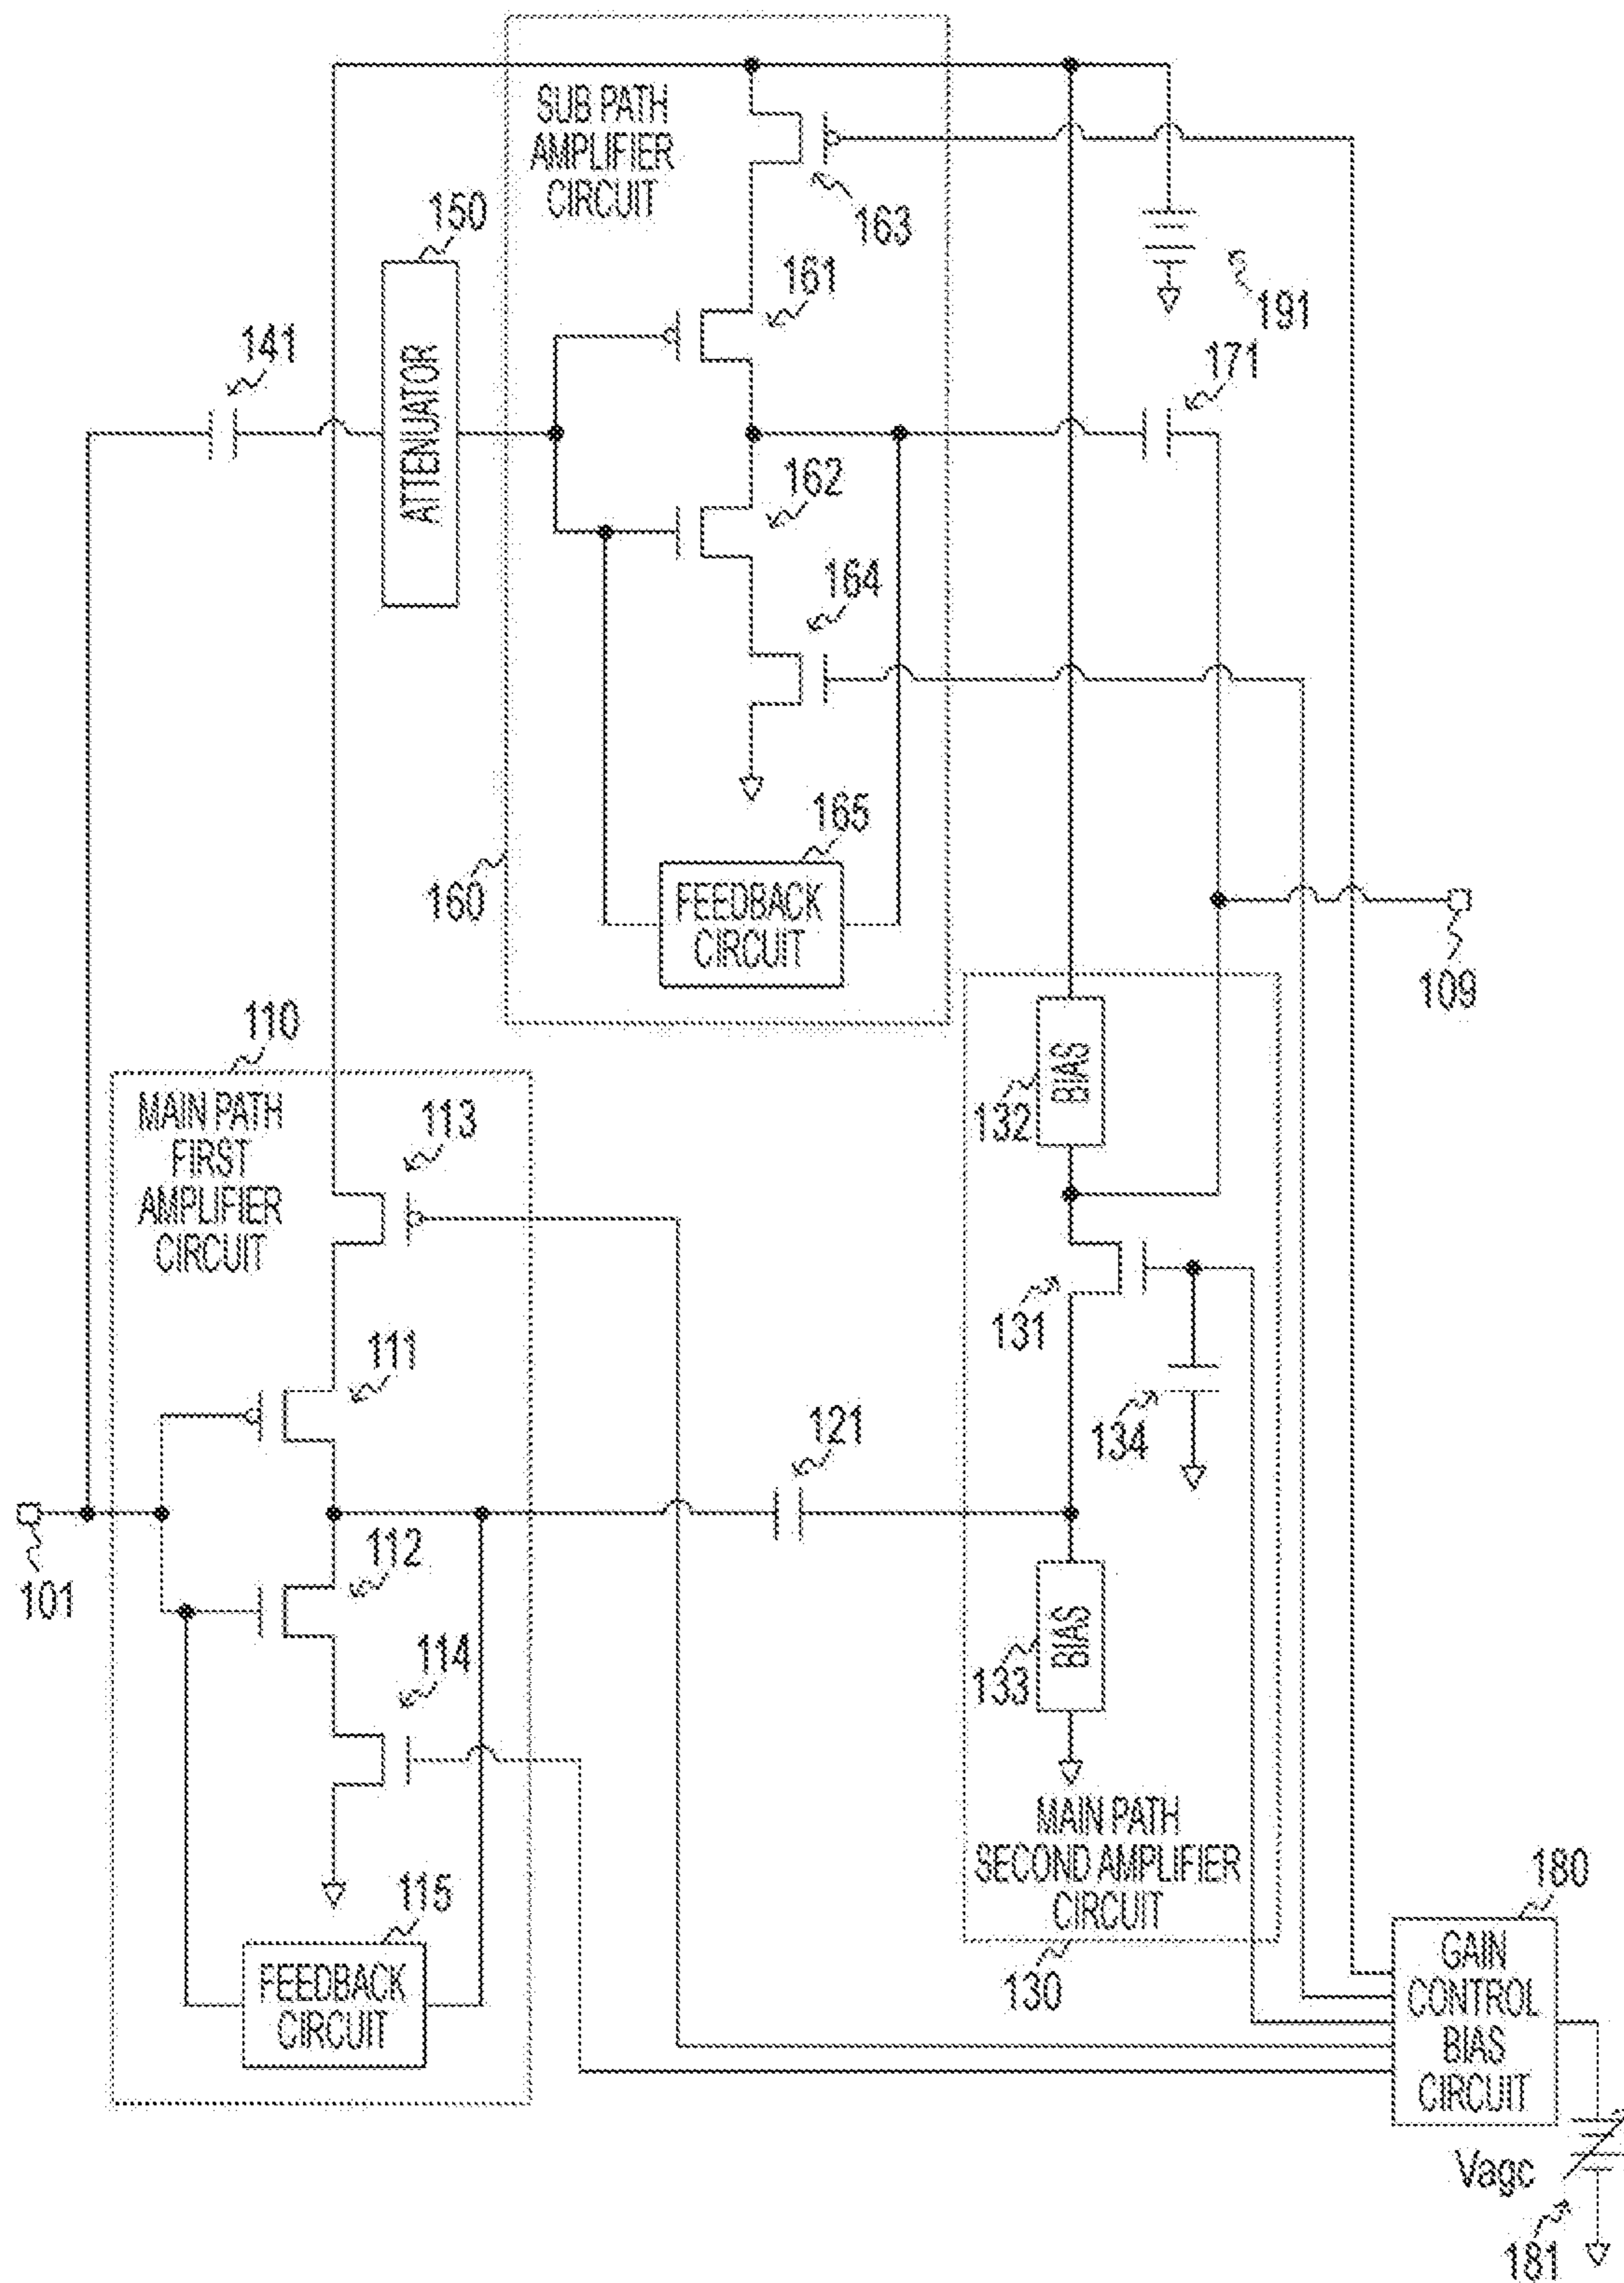 SUB PATH
AMPLIFIER
CIRCUIT
163
150
161
191
141
171
ATTENUATOR
162
164
165
160
FEEDBACK
CIRCUIT
109
110
MAIN PATH
FIRST
AMPLIFIER
CIRCUIT
113
BIAS
132
111
131
121
134
112
101
114
BIAS
133
MAIN PATH
SECOND AMPLIFIER
CIRCUIT
115
130
FEEDBACK
CIRCUIT
180
GAIN
CONTROL
BIAS
CIRCUIT
Vagc
181